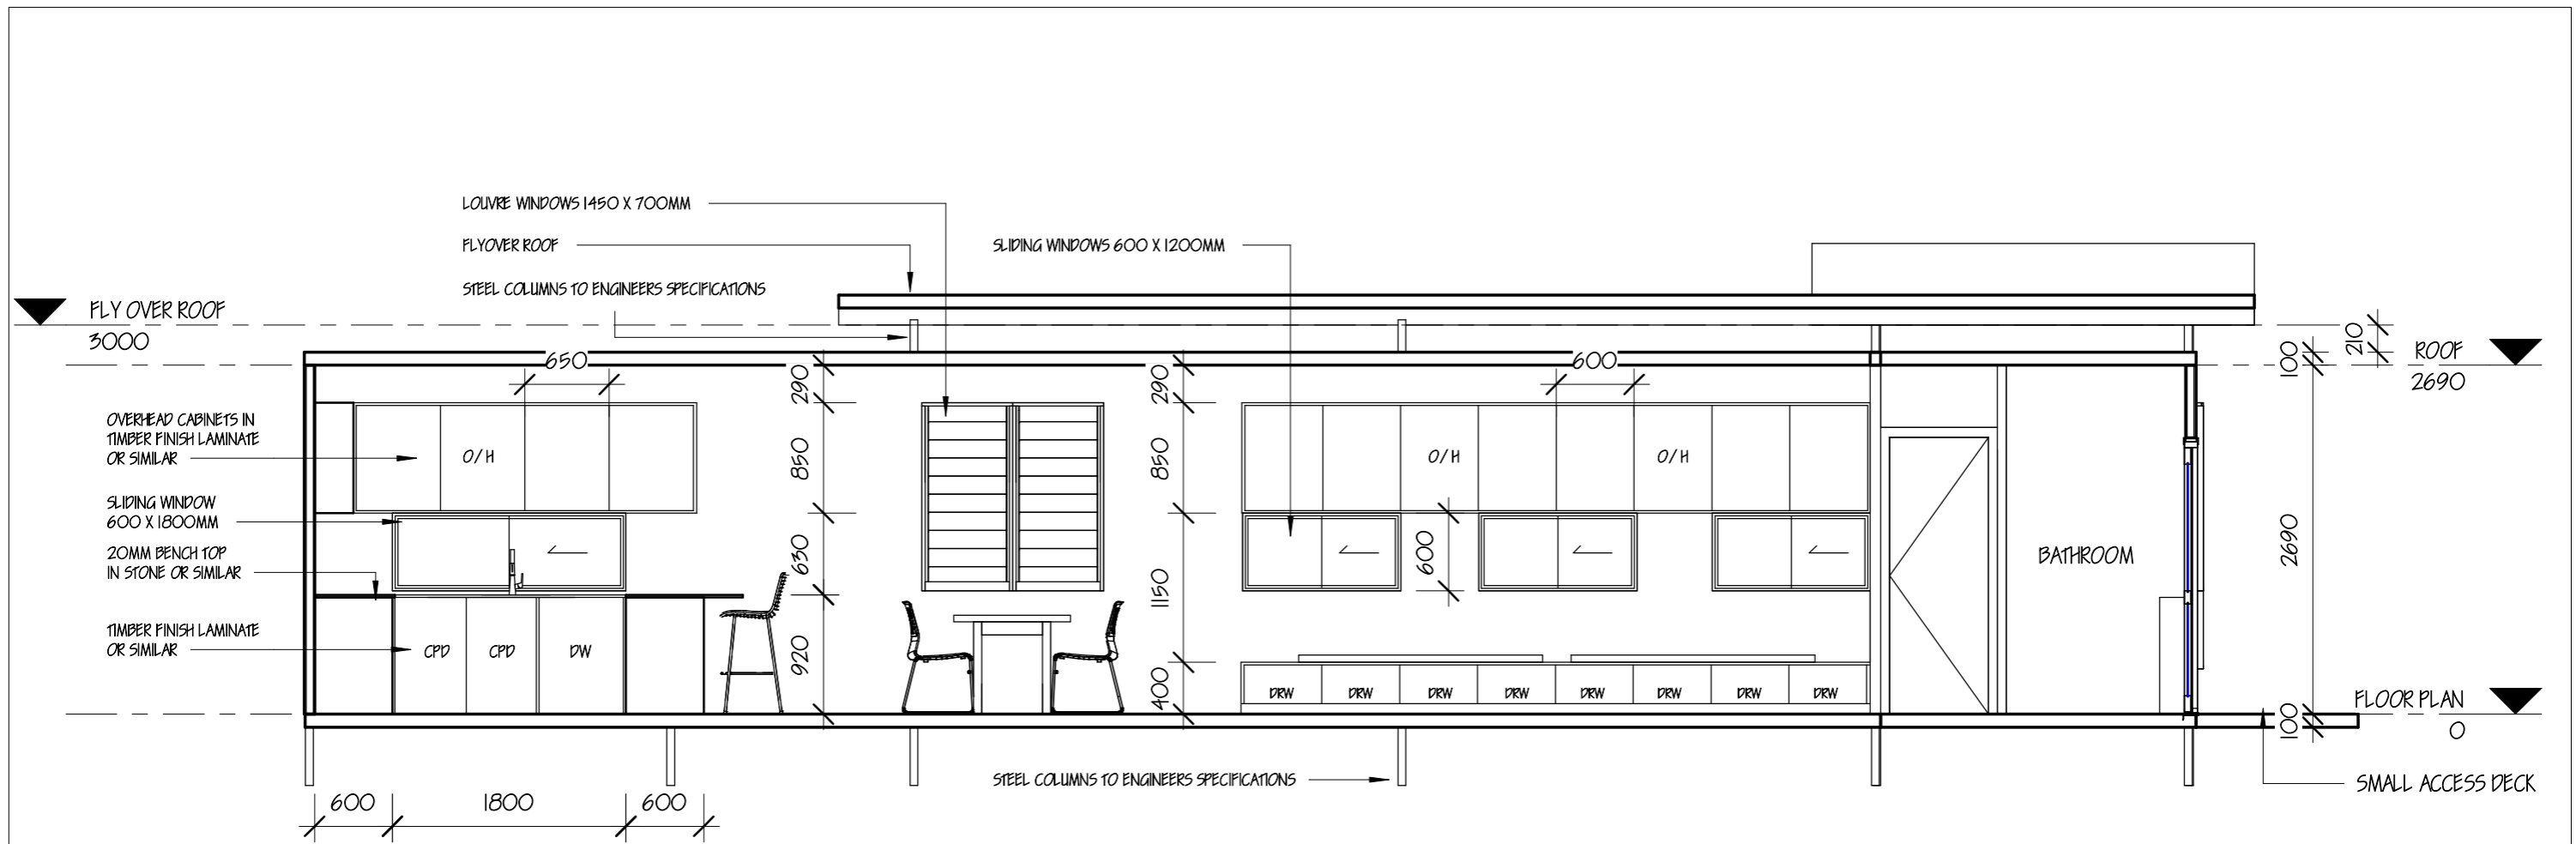 LOUVRE WINDOWS 1450 X 700MM
FLYOVER ROOF
SLIDING WINDOWS 600 X 1200MM
STEEL COLUMNS TO ENGINEERS SPECIFICATIONS
FLY OVER ROOF
3000
210
100
ROOF
2690
650
600
290
290
OVERHEAD CABINETS IN
TIMBER FINISH LAMINATE
OR SIMILAR
O/H
850
850
O/H
O/H
SLIDING WINDOW
600 X 1800MM
20MM BENCH TOP
IN STONE OR SIMILAR
630
1150
600
BATHROOM
2690
TIMBER FINISH LAMINATE
OR SIMILAR
CPD
CPD
DW
920
400
DRW
DRW
DRW
DRW
DRW
DRW
DRW
DRW
FLOOR PLAN
0
100
STEEL COLUMNS TO ENGINEERS SPECIFICATIONS
SMALL ACCESS DECK
600
1800
600